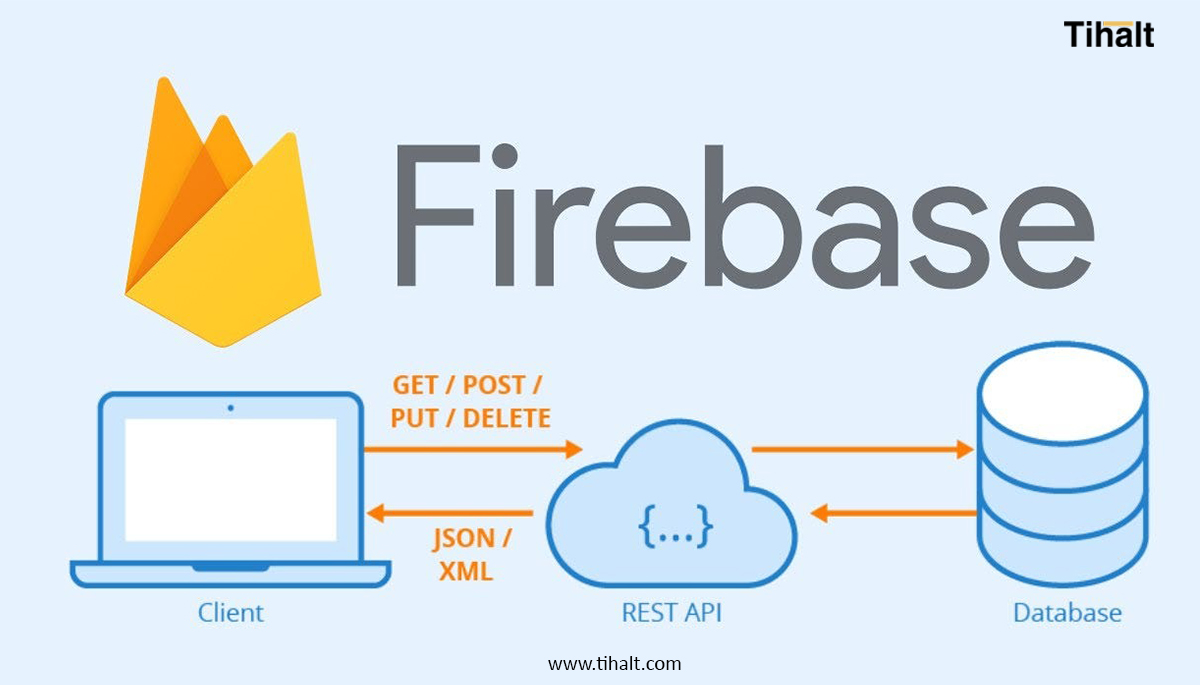 Tihalt
Firebase
GET / POST /
PUT / DELETE
JSON /
XML
{...}
Client
REST API
Database
www.tihalt.com